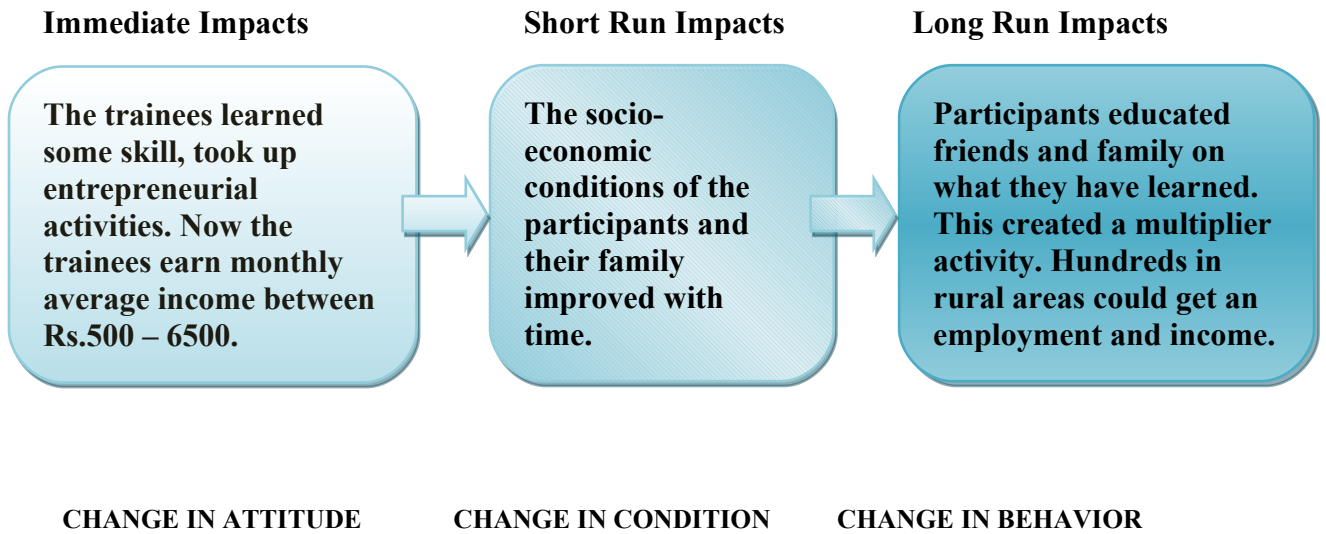 Immediate Impacts
Short Run Impacts
Long Run Impacts
The trainees learned
some skill, took up
entrepreneurial
activities. Now the
trainees earn monthly
average income between
Rs.500 – 6500.
The socio-
economic
conditions of the
participants and
their family
improved with
time.
Participants educated
friends and family on
what they have learned.
This created a multiplier
activity. Hundreds in
rural areas could get an
employment and income.
CHANGE IN ATTITUDE
CHANGE IN CONDITION
CHANGE IN BEHAVIOR